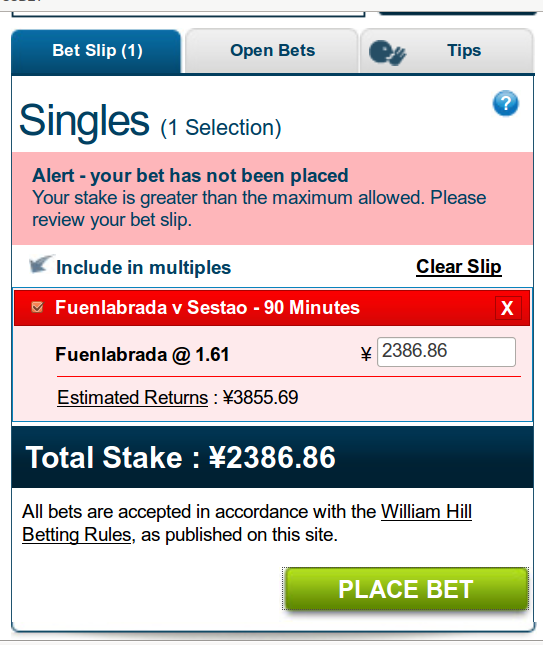 Bet Slip (1)
Open Bets
Tips
?
Singles (1 Selection)
Alert - your bet has not been placed
Your stake is greater than the maximum allowed. Please
review your bet slip.
Include in multiples
Clear Slip
Fuenlabrada v Sestao - 90 Minutes
X
Fuenlabrada @ 1.61
¥ 2386.86
Estimated Returns : ¥3855.69
Total Stake : ¥2386.86
All bets are accepted in accordance with the William Hill
Betting Rules, as published on this site.
PLACE BET